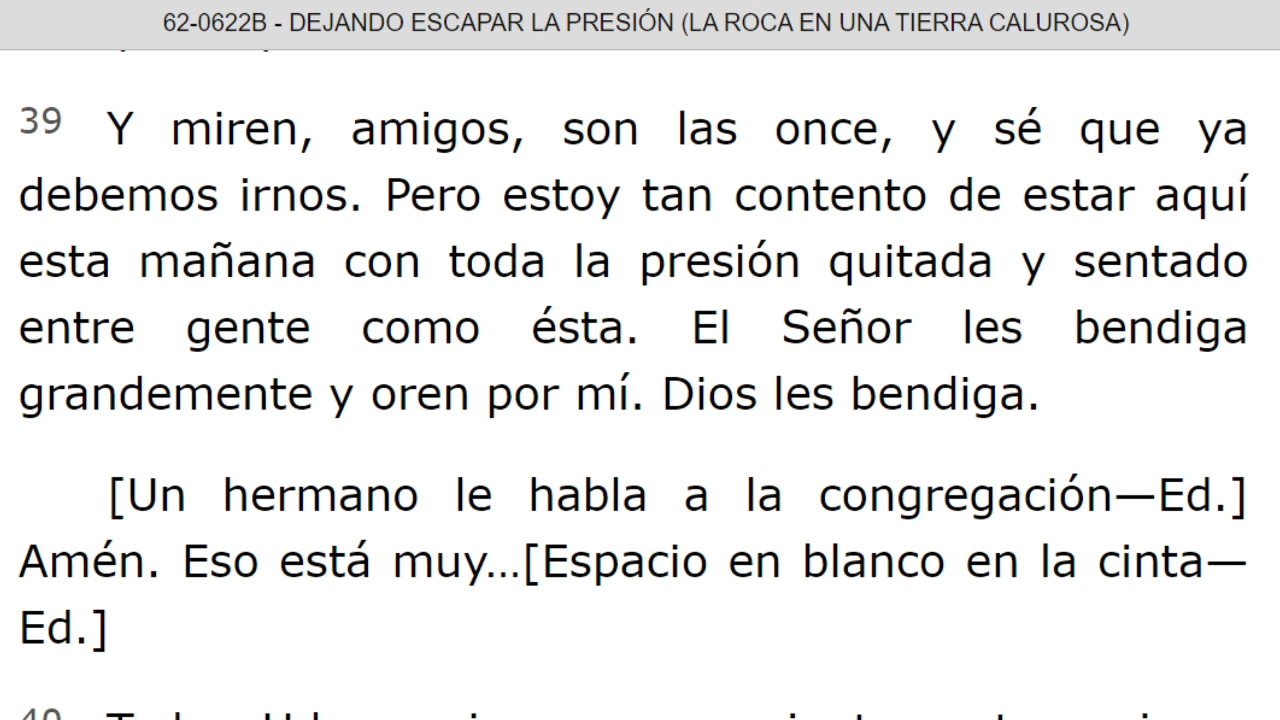 62-0622B - DEJANDO ESCAPAR LA PRESIÓN (LA ROCA EN UNA TIERRA CALUROSA)
39 Y miren, amigos, son las once, y sé que ya
debemos irnos. Pero estoy tan contento de estar aquí
esta mañana con toda la presión quitada y sentado
entre gente como ésta. El Señor les bendiga
grandemente y oren por mí. Dios les bendiga.
[Un hermano le habla a la congregación—Ed.]
Amén. Eso está muy...[Espacio en blanco en la cinta—
Ed.]
40